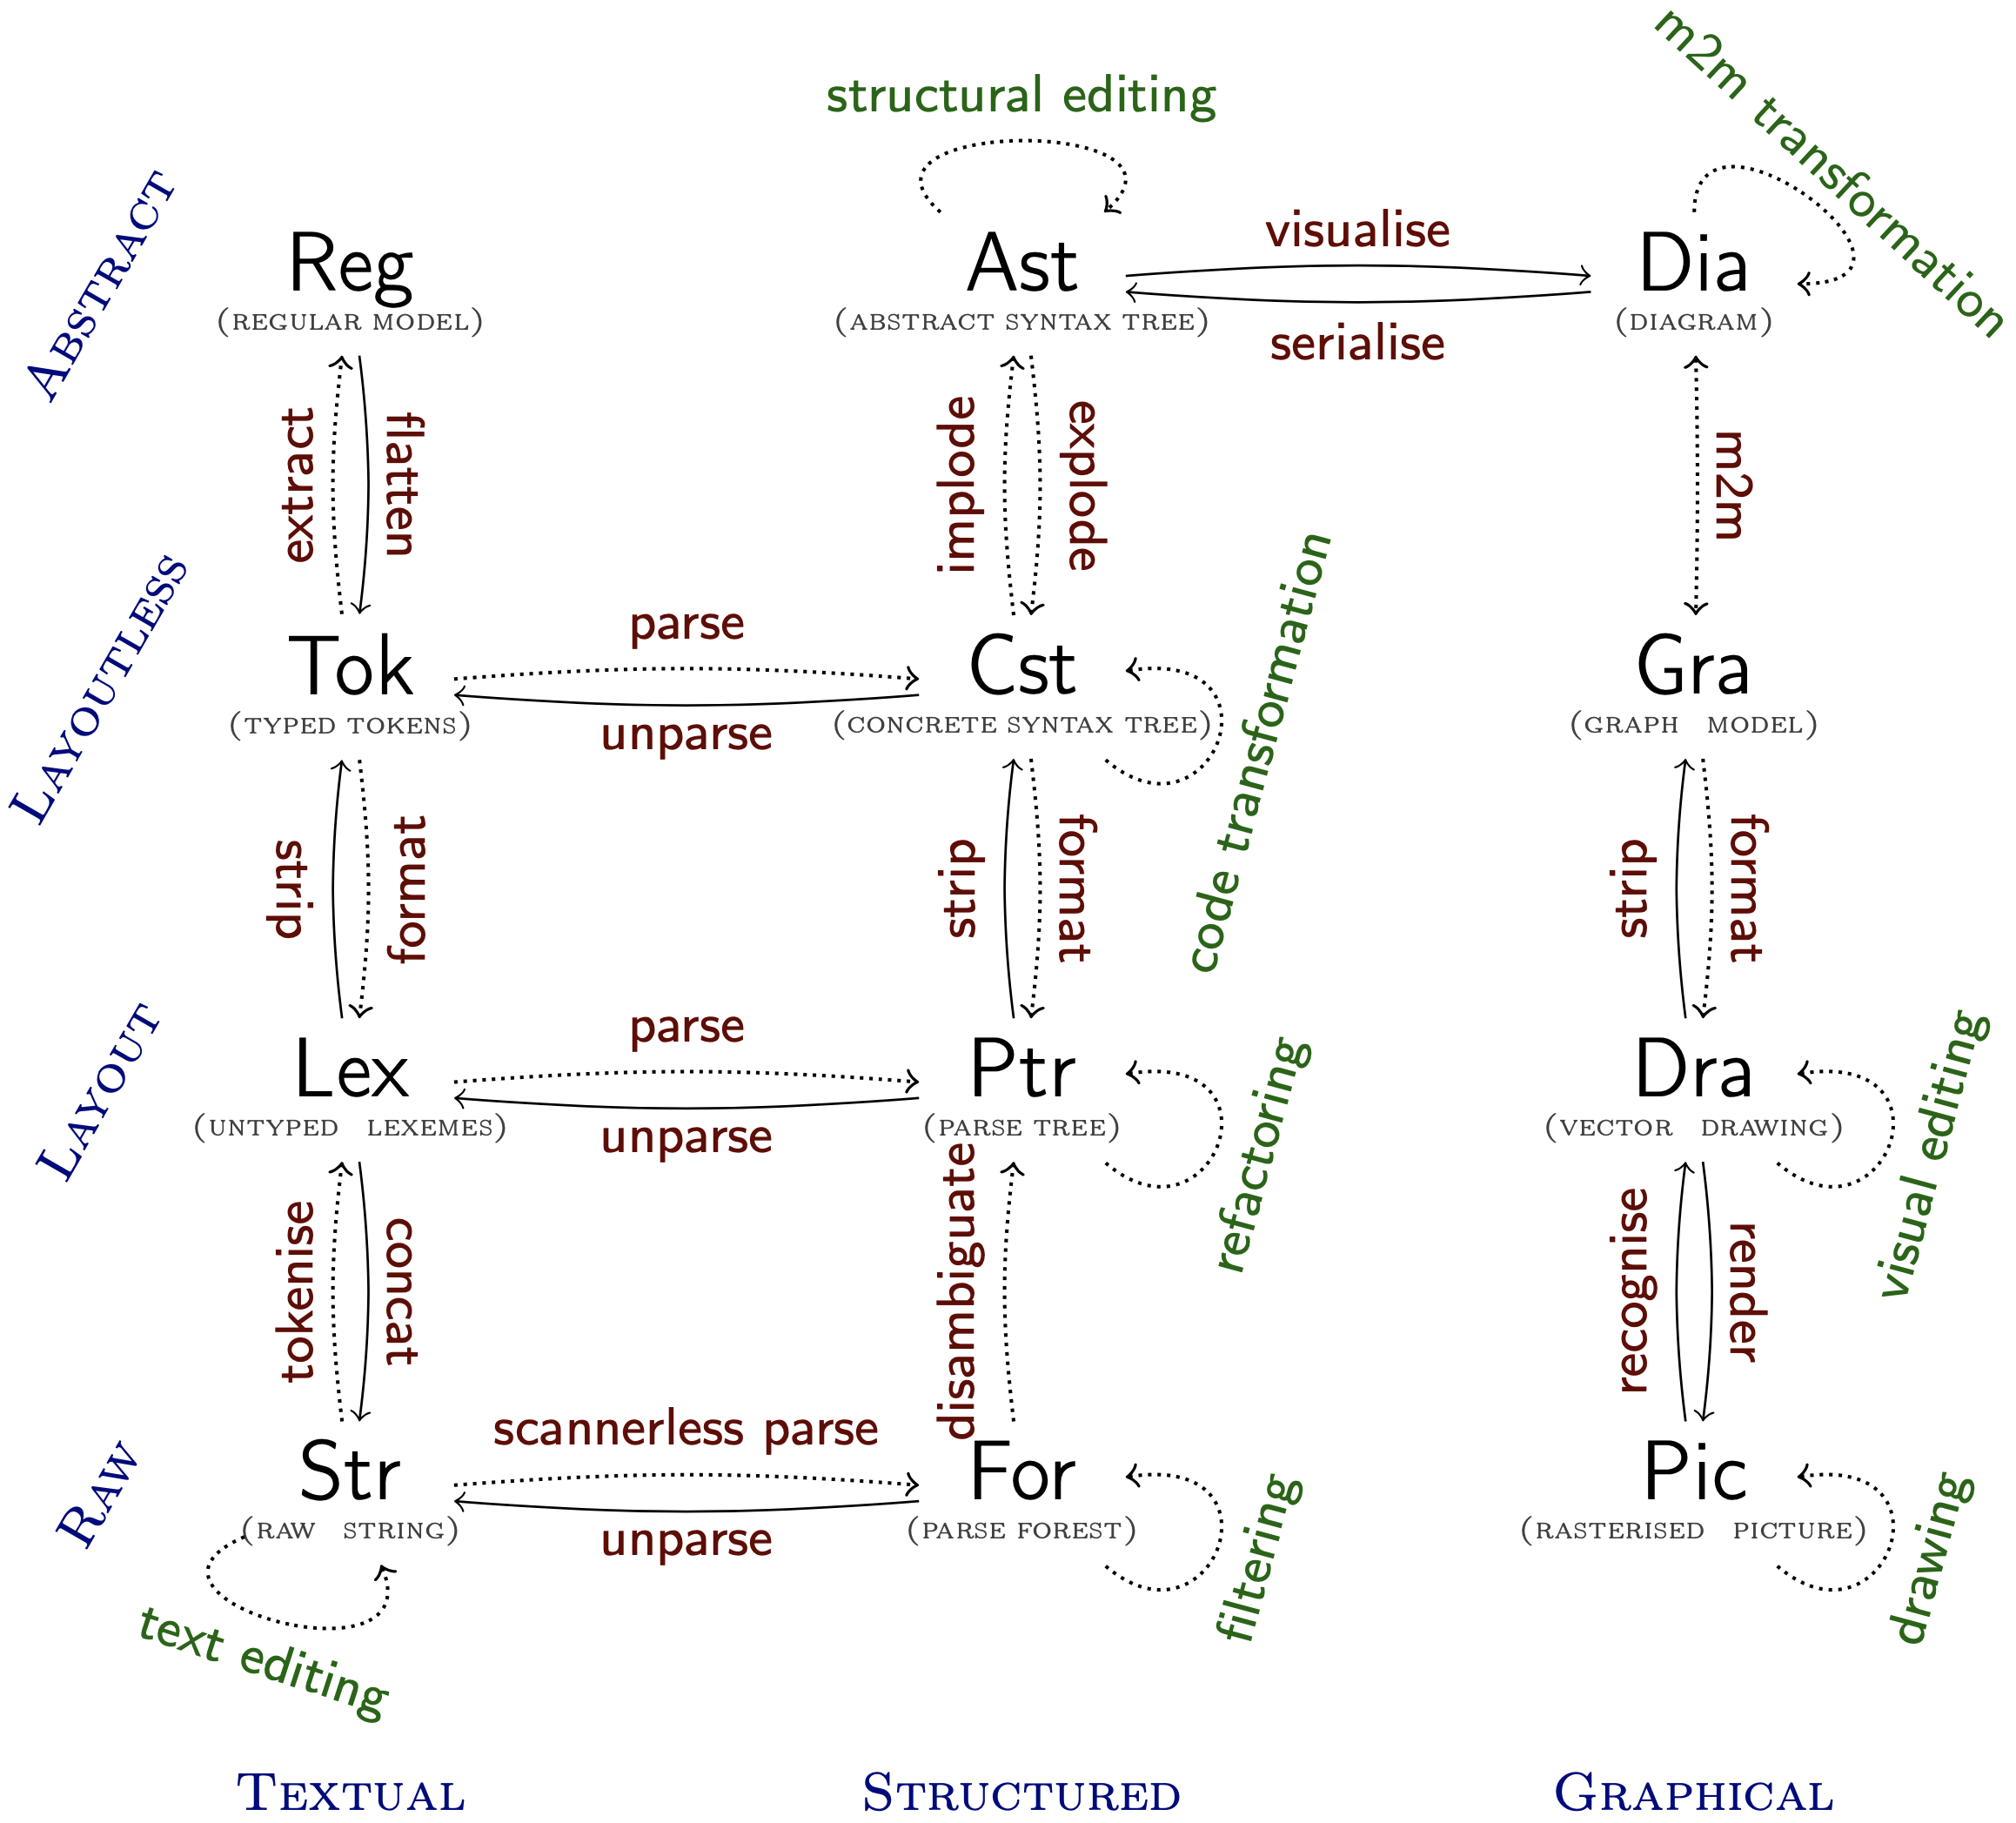 structural editing
m2m transformation
ABSTRACT
Reg
(REGULAR MODEL)
Ast
(ABSTRACT SYNTAX TREE)
visualise
serialise
Dia
(DIAGRAM)
extract
flatten
implode
explode
m2m
LAYOUTLESS
Tok
(TYPED TOKENS)
parse
unparse
Cst
(CONCRETE SYNTAX TREE)
code transformation
Gra
(GRAPH MODEL)
strip
format
strip
format
strip
format
LAYOUT
Lex
(UNTYPED LEXEMES)
parse
unparse
Ptr
(PARSE TREE)
refactoring
Dra
(VECTOR DRAWING)
visual editing
tokenise
concat
disambiguate
recognise
render
RAW
Str
(RAW STRING)
scannerless parse
unparse
For
(PARSE FOREST)
filtering
Pic
(RASTERISED PICTURE)
drawing
text editing
TEXTUAL
STRUCTURED
GRAPHICAL